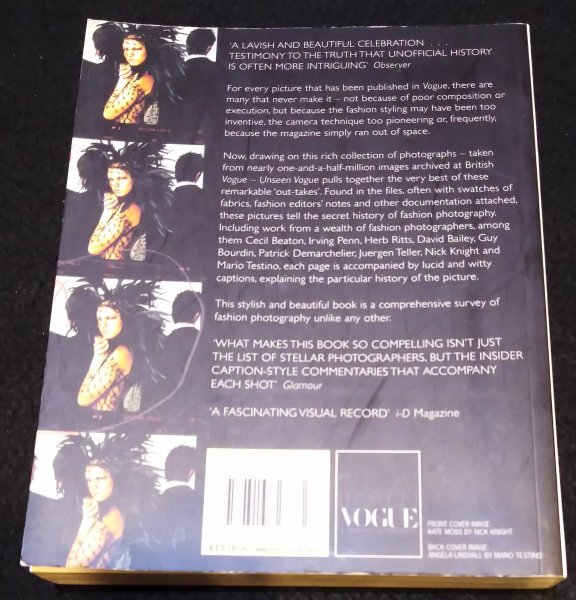 'A LAVISH AND BEAUTIFUL CELEBRATION . . .
TESTIMONY TO THE TRUTH THAT UNOFFICIAL HISTORY
IS OFTEN MORE INTRIGUING' Observer
For every picture that has been published in Vogue, there are
many that never make it – not because of poor composition or
execution, but because the fashion styling may have been too
inventive, the camera technique too pioneering or, frequently,
because the magazine simply ran out of space.
Now, drawing on this rich collection of photographs – taken
from nearly one-and-a-half-million images archived at British
Vogue – Unseen Vogue pulls together the very best of these
remarkable 'out-takes'. Found in the files, often with swatches of
fabrics, fashion editors' notes and other documentation attached,
these pictures tell the secret history of fashion photography.
Including work from a wealth of fashion photographers, among
them Cecil Beaton, Irving Penn, Herb Ritts, David Bailey, Guy
Bourdin, Patrick Demarchelier, Juergen Teller, Nick Knight and
Mario Testino, each page is accompanied by lucid and witty
captions, explaining the particular history of the picture.
This stylish and beautiful book is a comprehensive survey of
fashion photography unlike any other.
'WHAT MAKES THIS BOOK SO COMPELLING ISN'T JUST
THE LIST OF STELLAR PHOTOGRAPHERS, BUT THE INSIDER
CAPTION-STYLE COMMENTARIES THAT ACCOMPANY
EACH SHOT' Glamour
'A FASCINATING VISUAL RECORD' i-D Magazine
VOGUE
£15.00
FRONT COVER IMAGE
KATE MOSS BY NICK KNIGHT
BACK COVER IMAGE
ANGELA LINDVALL BY MARIO TESTINO